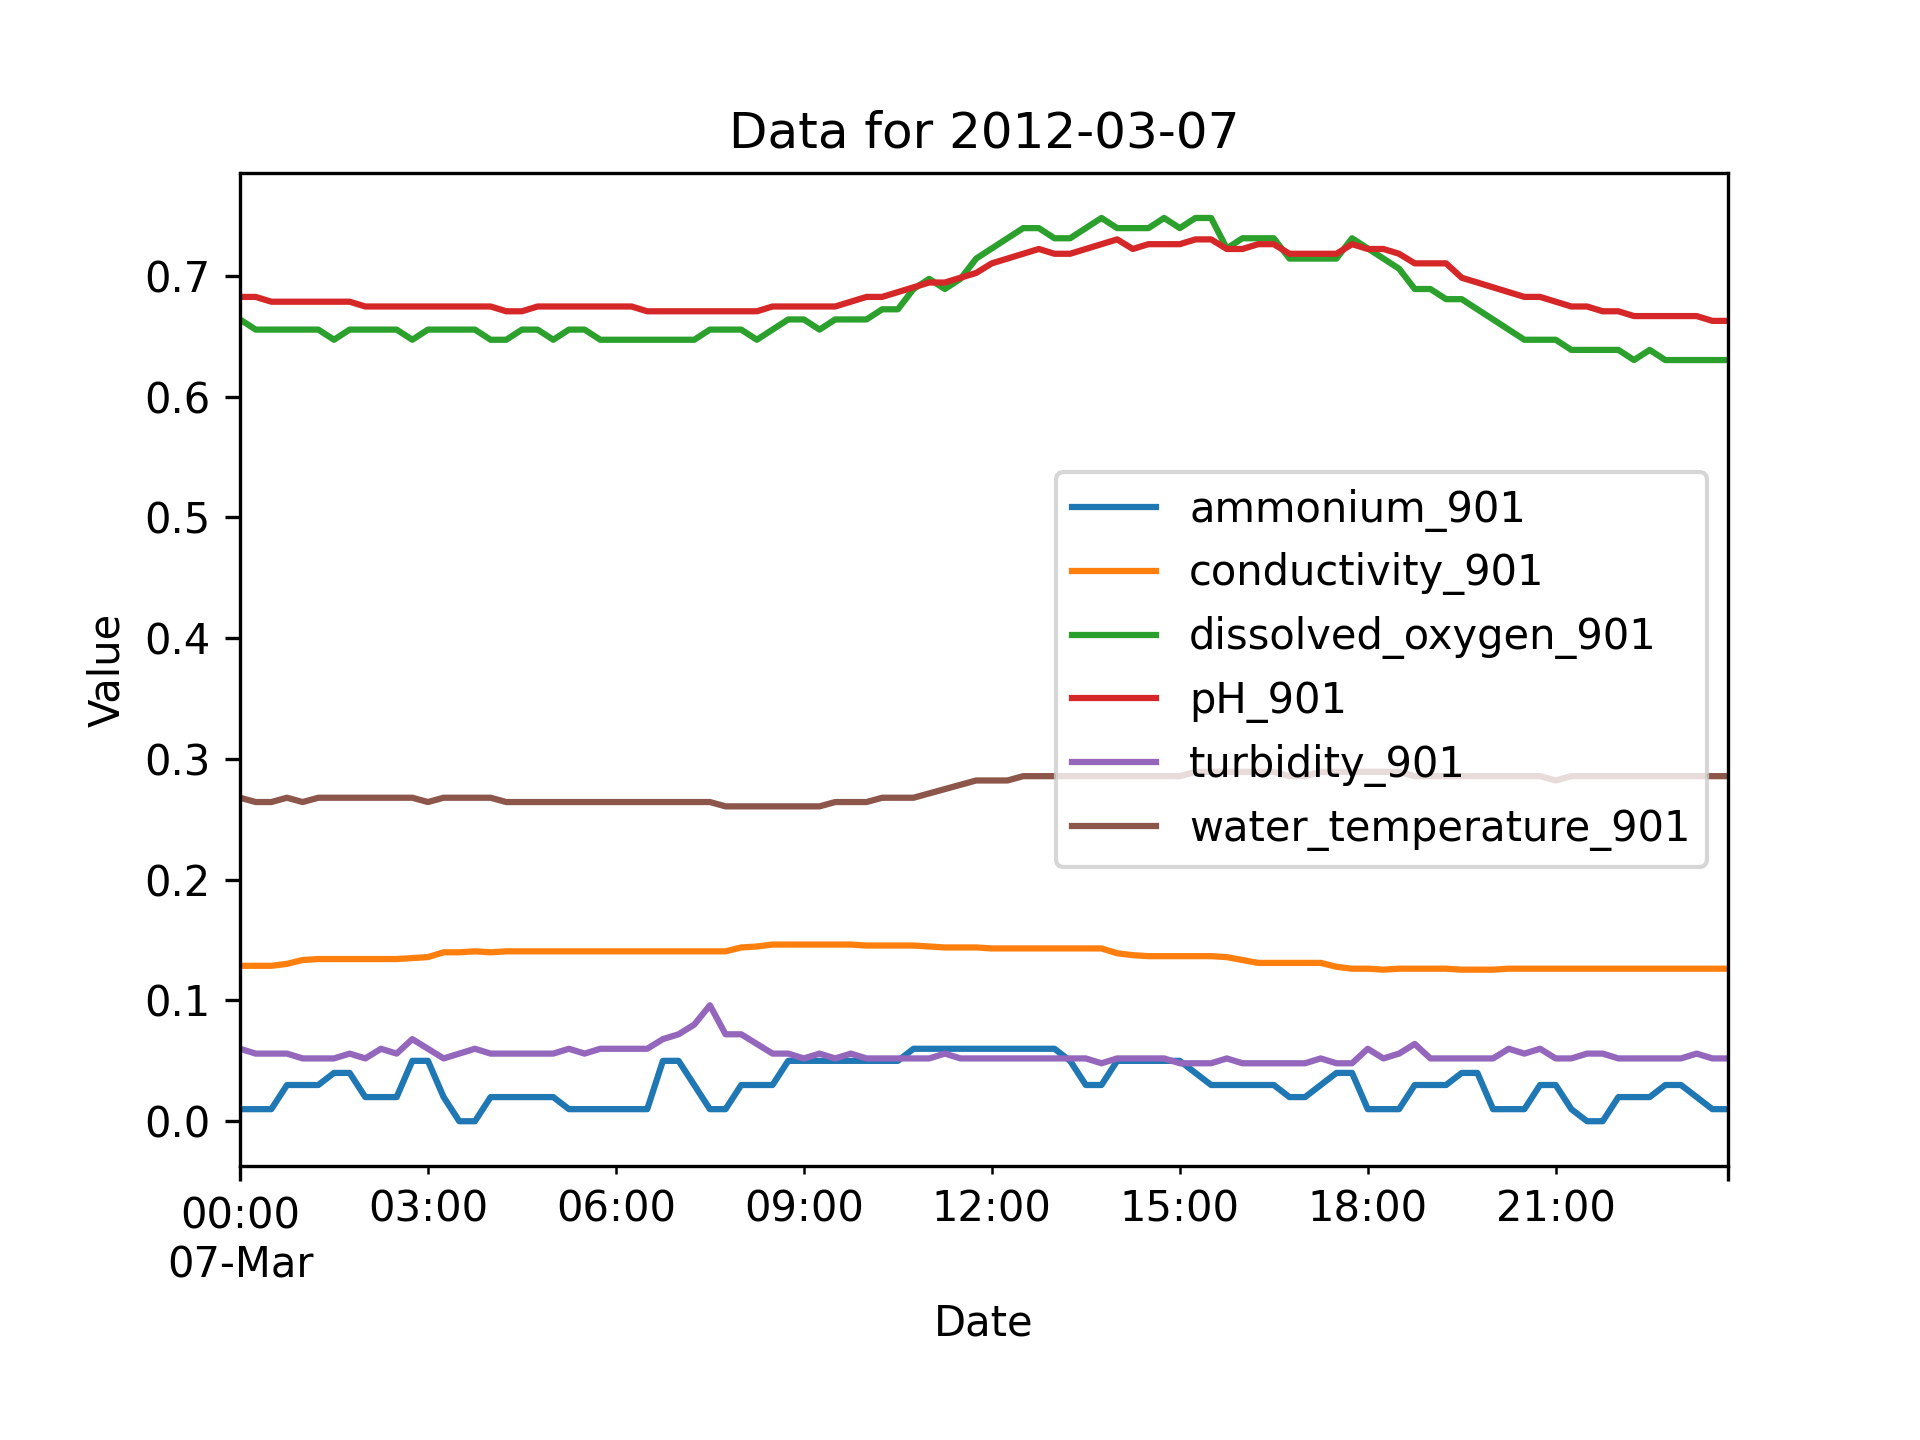 Data for 2012-03-07
Value
0.7
0.6
0.5
0.4
0.3
0.2
0.1
0.0
ammonium_901
conductivity_901
dissolved_oxygen_901
pH_901
turbidity_901
water_temperature_901
00:00 03:00 06:00 09:00 12:00 15:00 18:00 21:00
07-Mar
Date